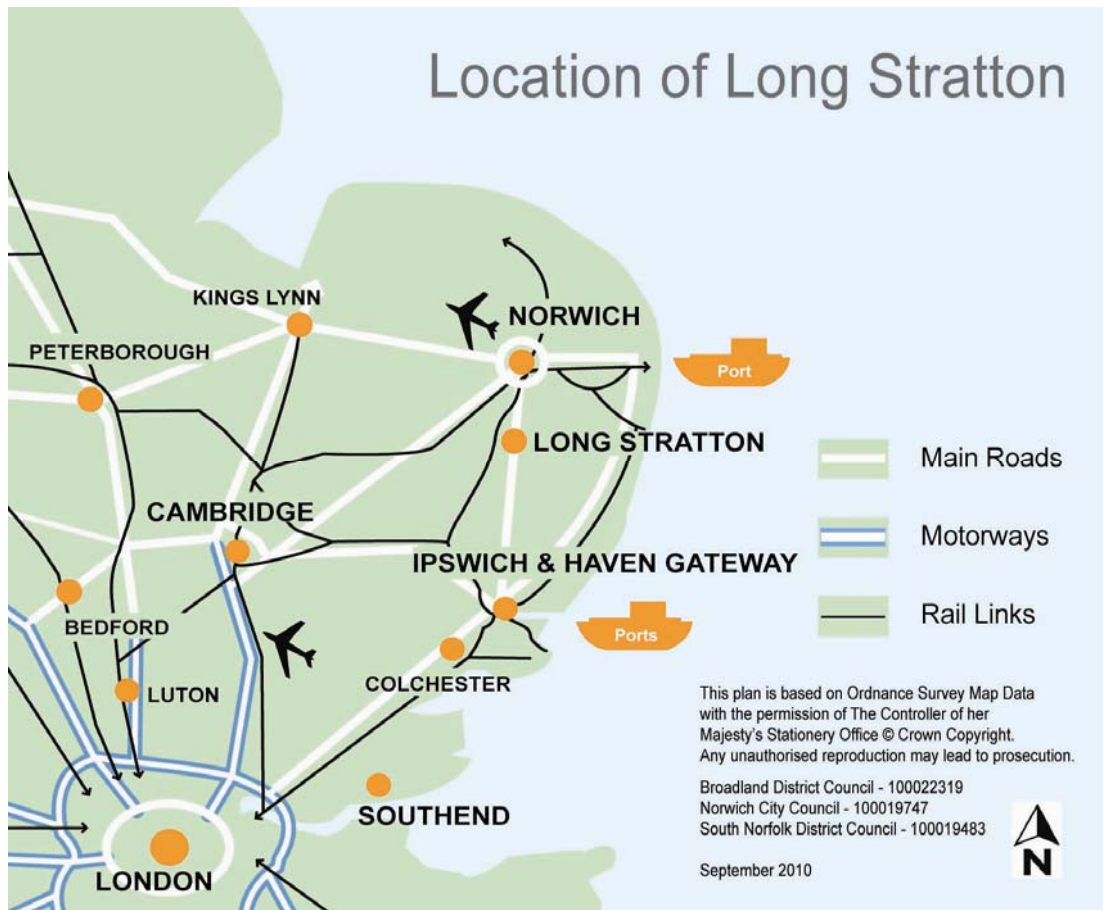 Location of Long Stratton
KINGS LYNN
NORWICH
PETERBOROUGH
Port
LONG STRATTON
Main Roads
CAMBRIDGE
Motorways
IPSWICH & HAVEN GATEWAY
Rail Links
BEDFORD
Ports
COLCHESTER
LUTON
This plan is based on Ordnance Survey Map Data
with the permission of The Controller of her
Majesty's Stationery Office © Crown Copyright.
Any unauthorised reproduction may lead to prosecution.
Broadland District Council - 100022319
Norwich City Council - 100019747
South Norfolk District Council - 100019483
SOUTHEND
September 2010
N
LONDON